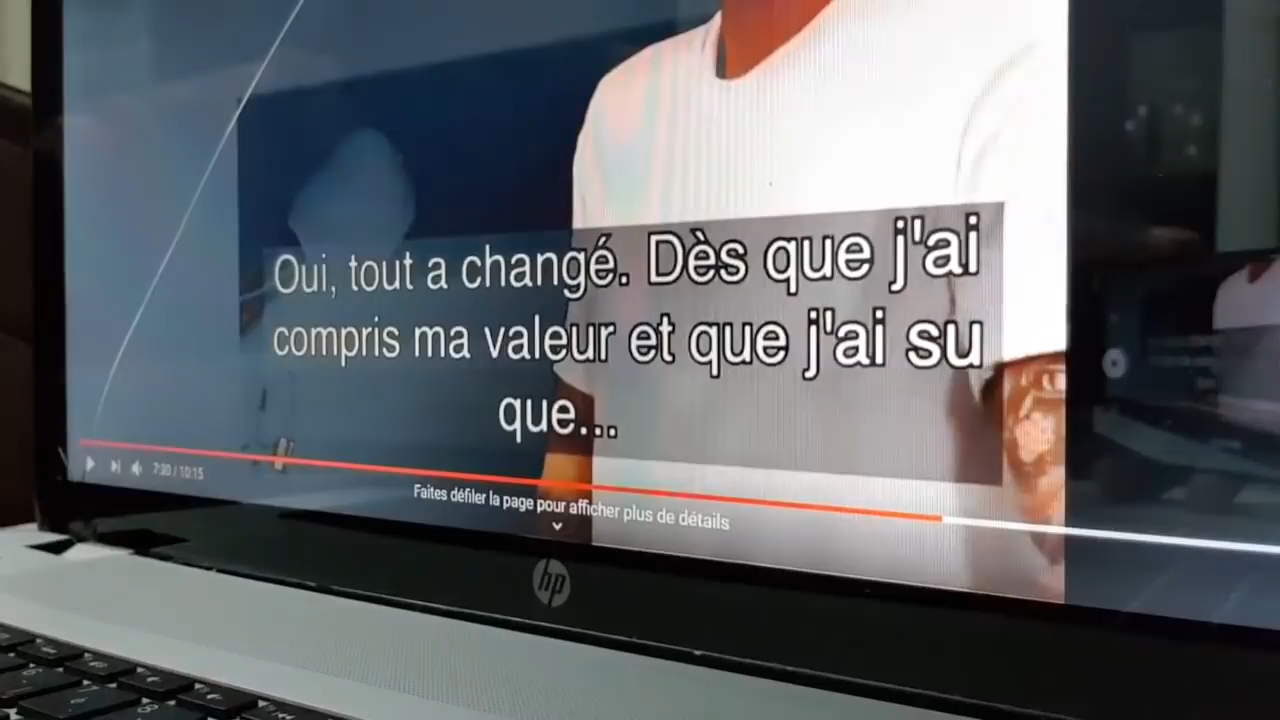 Oui, tout a changé. Dès que j'ai
compris ma valeur et que j'ai su
que...
7:30 / 10:15
Faites défiler la page pour afficher plus de détails
hp